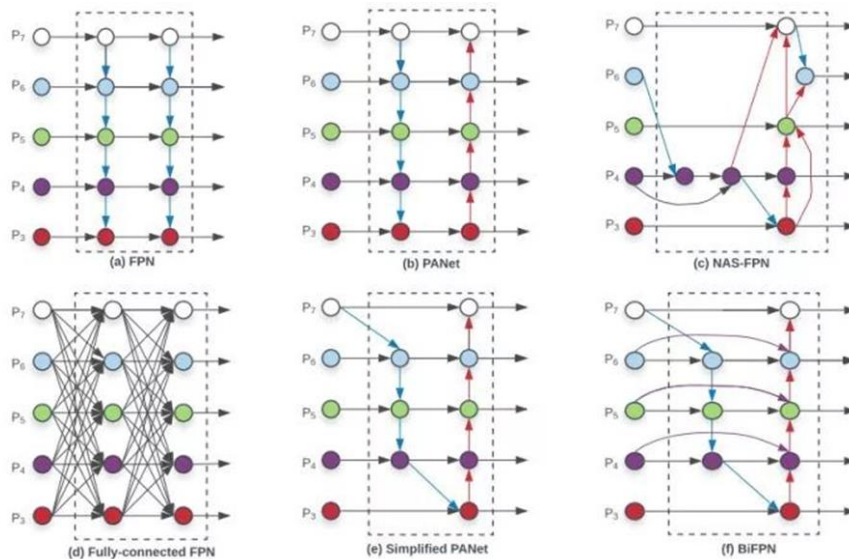 P7
P6
P5
P4
P3
(a) FPN
P7
P6
P5
P4
P3
(b) PANet
P7
P6
P5
P4
P3
(c) NAS-FPN
P7
P6
P5
P4
P3
(d) Fully-connected FPN
P7
P6
P5
P4
P3
(e) Simplified PANet
P7
P6
P5
P4
P3
(f) BiFPN